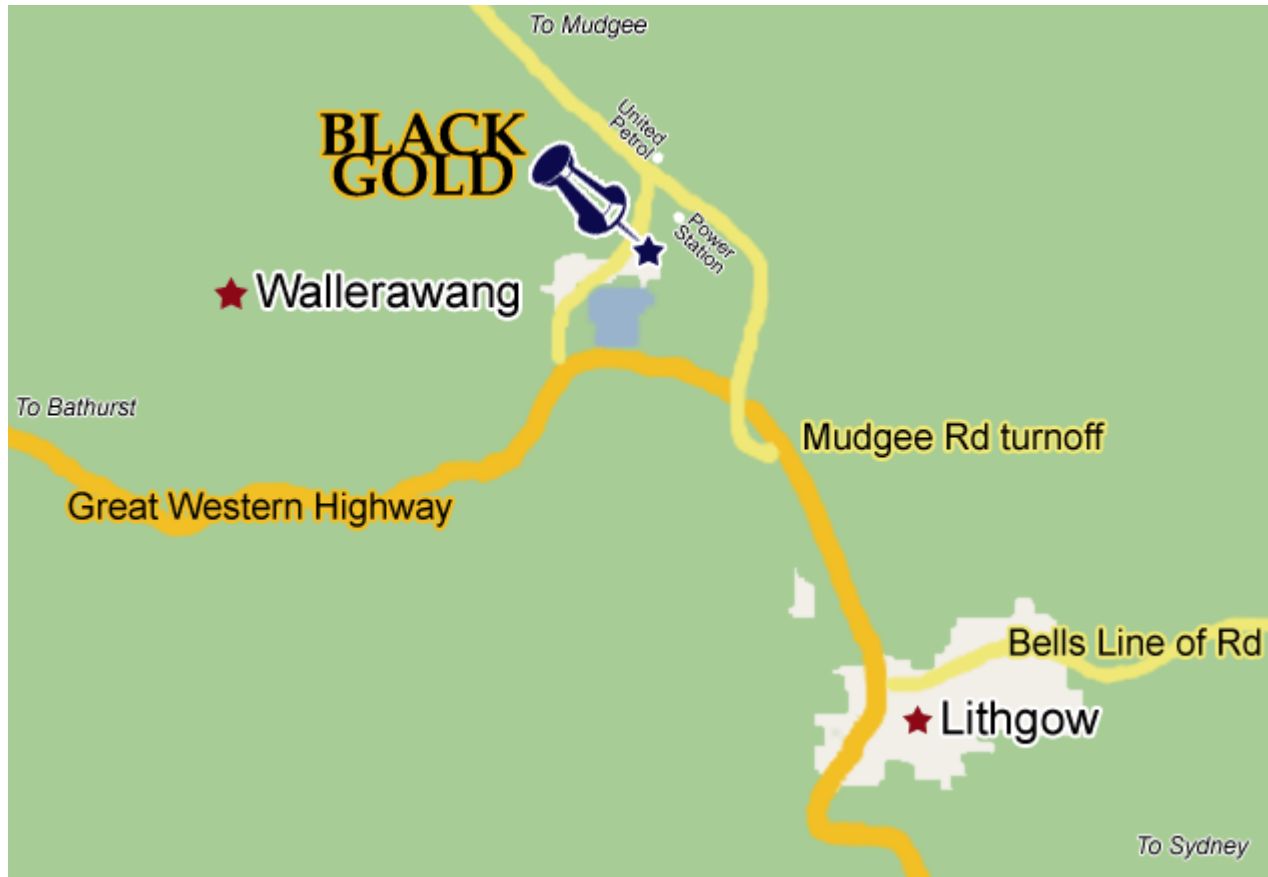 To Mudgee
United
Petrol
BLACK
GOLD
Power
Station
Wallerawang
To Bathurst
Mudgee Rd turnoff
Great Western Highway
Bells Line of Rd
Lithgow
To Sydney